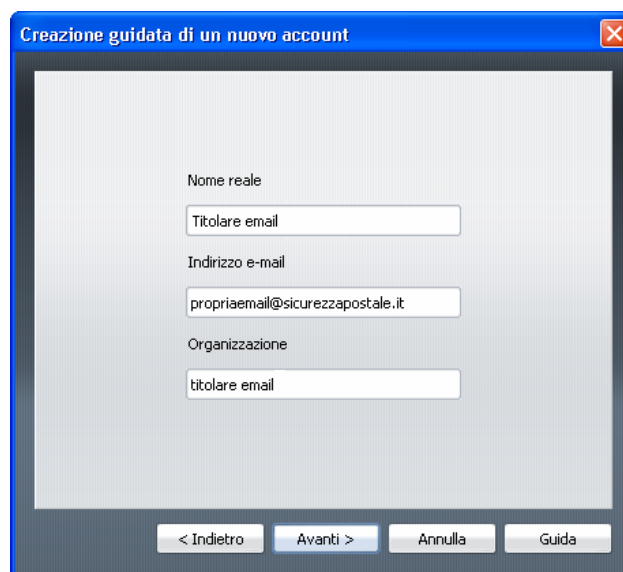 Creazione guidata di un nuovo account
Nome reale
Titolare email
Indirizzo e-mail
propriaemail@sicurezzapostale.it
Organizzazione
titolare email
< Indietro Avanti > Annulla Guida